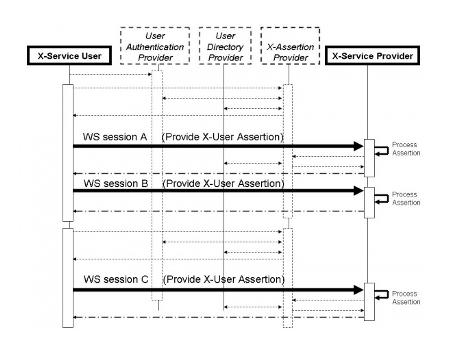 X-Service User
User
Authentication
Provider
User
Directory
Provider
X-Assertion
Provider
X-Service Provider
WS session A (Provide X-User Assertion)
Process
Assertion
WS session B (Provide X-User Assertion)
Process
Assertion
WS session C (Provide X-User Assertion)
Process
Assertion